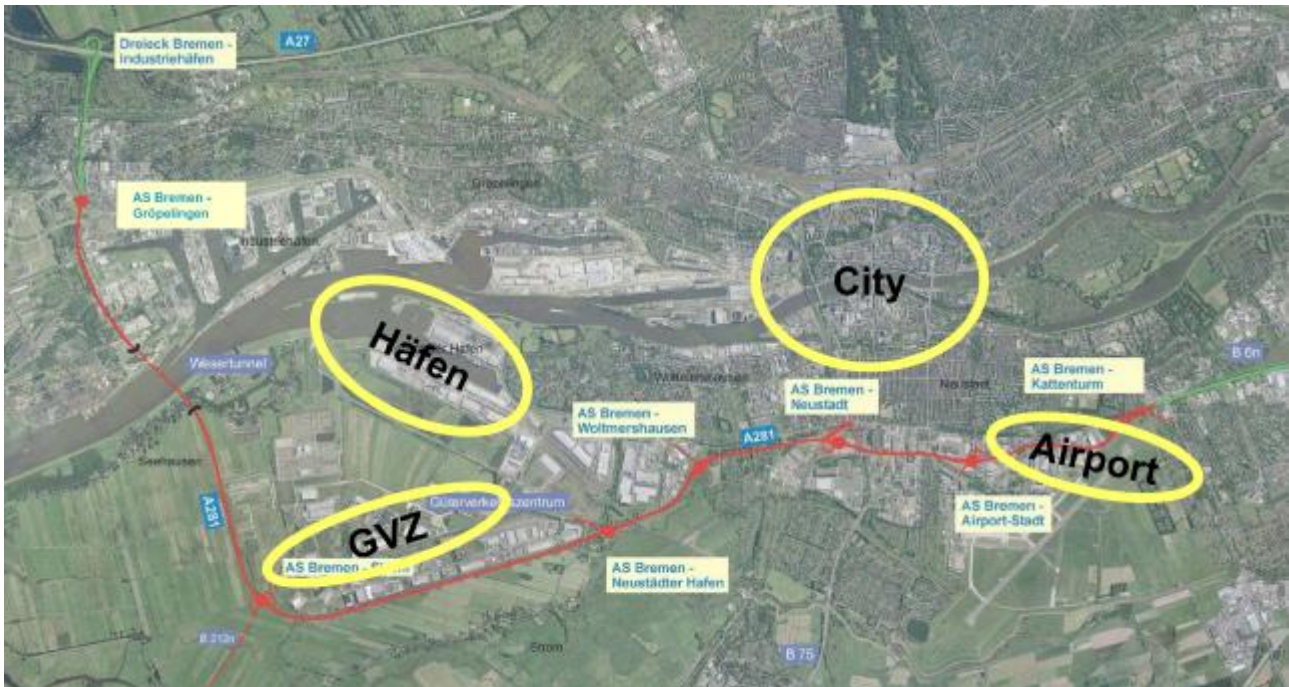 Dreieck Bremen -
Industriehäfen
A27
AS Bremen -
Gröpelingen
Gröpelingen
Industriehäfen
City
Häfen
Hafen
Wesertunnel
Woltmershausen
Neustadt
B 6n
AS Bremen -
Kattenturm
AS Bremen -
Neustadt
AS Bremen -
Woltmershausen
A281
Airport
Seehausen
A281
Güterverkehrszentrum
GVZ
AS Bremen -
AS Bremen -
Airport-Stadt
AS Bremen -
Neustädter Hafen
B 212n
Strom
B 75